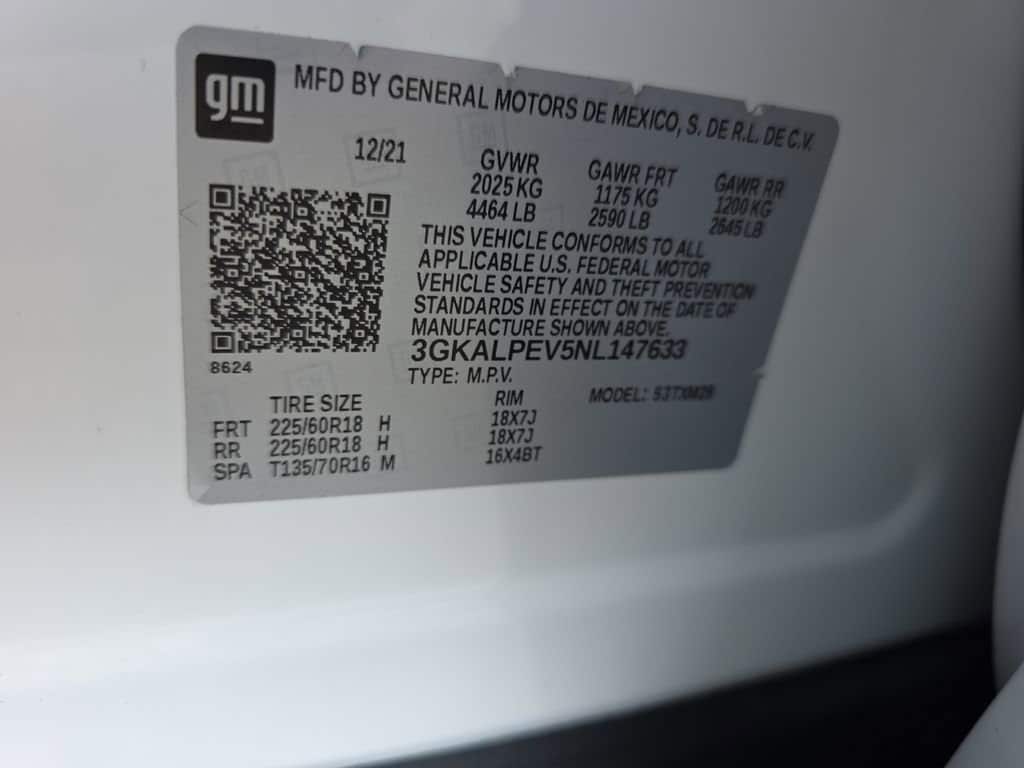 gm
MFD BY GENERAL MOTORS DE MEXICO, S. DE R.L. DE C.V.
12/21 GVWR GAWR FRT GAWR RR
2025 KG 1175 KG 1200 KG
4464 LB 2590 LB 2645 LB
THIS VEHICLE CONFORMS TO ALL
APPLICABLE U.S. FEDERAL MOTOR
VEHICLE SAFETY AND THEFT PREVENTION
STANDARDS IN EFFECT ON THE DATE OF
MANUFACTURE SHOWN ABOVE.
3GKALPEV5NL147633
8624
TYPE: M.P.V. MODEL:
TIRE SIZE RIM
FRT 225/60R18 H 18X7J
RR 225/60R18 H 18X7J
SPA T135/70R16 M 16X4BT